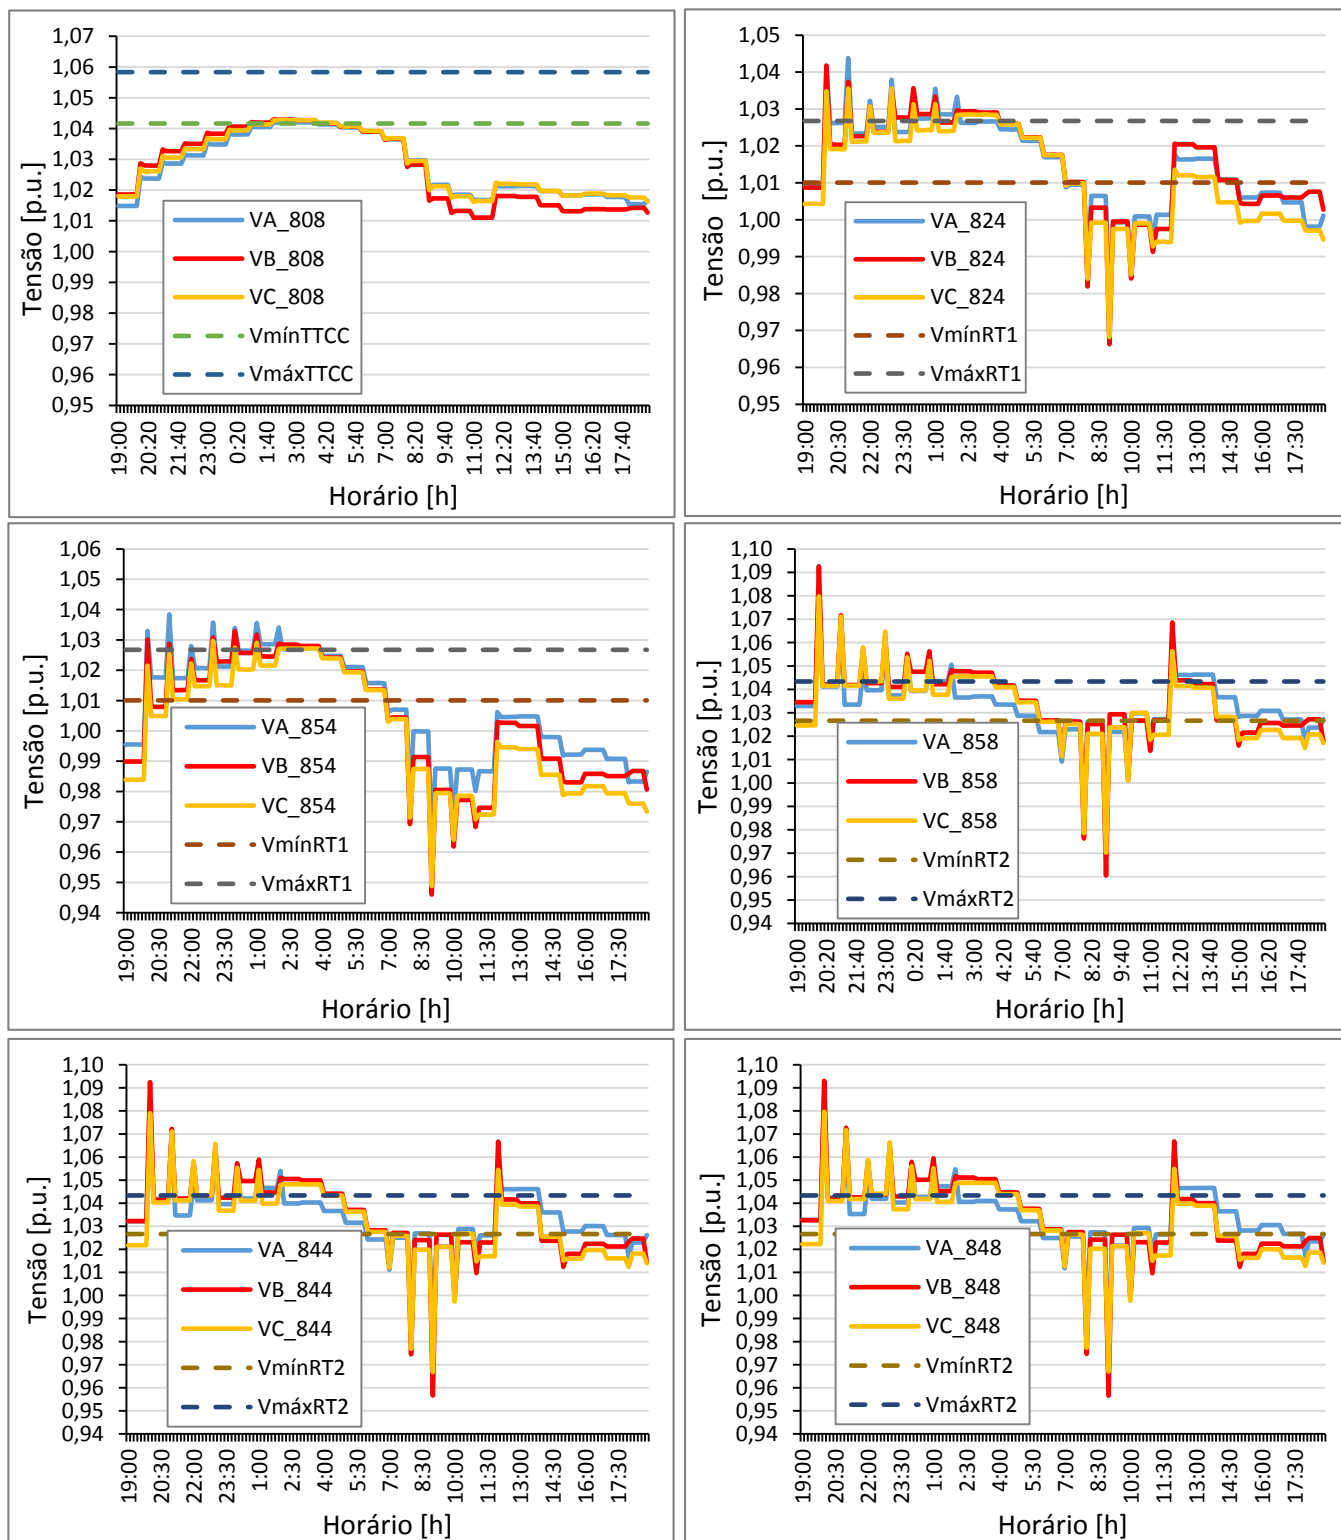 1,07
1,06
1,05
1,04
1,03
1,02
1,01
1,00
0,99
0,98
0,97
0,96
0,95
Tensão [p.u.]
VA_808
VB_808
VC_808
VmínTTCC
VmáxTTCC
19:00 20:20 21:40 23:00 0:20 1:40 3:00 4:20 5:40 7:00 8:20 9:40 11:00 12:20 13:40 15:00 16:20 17:40
Horário [h]
1,05
1,04
1,03
1,02
1,01
1,00
0,99
0,98
0,97
0,96
0,95
Tensão [p.u.]
VA_824
VB_824
VC_824
VmínRT1
VmáxRT1
19:00 20:30 22:00 23:30 1:00 2:30 4:00 5:30 7:00 8:30 10:00 11:30 13:00 14:30 16:00 17:30
Horário [h]
1,06
1,05
1,04
1,03
1,02
1,01
1,00
0,99
0,98
0,97
0,96
0,95
0,94
Tensão [p.u.]
VA_854
VB_854
VC_854
VmínRT1
VmáxRT1
19:00 20:30 22:00 23:30 1:00 2:30 4:00 5:30 7:00 8:30 10:00 11:30 13:00 14:30 16:00 17:30
Horário [h]
1,10
1,09
1,08
1,07
1,06
1,05
1,04
1,03
1,02
1,01
1,00
0,99
0,98
0,97
0,96
0,95
0,94
Tensão [p.u.]
VA_858
VB_858
VC_858
VmínRT2
VmáxRT2
19:00 20:20 21:40 23:00 0:20 1:40 3:00 4:20 5:40 7:00 8:20 9:40 11:00 12:20 13:40 15:00 16:20 17:40
Horário [h]
1,10
1,09
1,08
1,07
1,06
1,05
1,04
1,03
1,02
1,01
1,00
0,99
0,98
0,97
0,96
0,95
0,94
Tensão [p.u.]
VA_844
VB_844
VC_844
VmínRT2
VmáxRT2
19:00 20:30 22:00 23:30 1:00 2:30 4:00 5:30 7:00 8:30 10:00 11:30 13:00 14:30 16:00 17:30
Horário [h]
1,10
1,09
1,08
1,07
1,06
1,05
1,04
1,03
1,02
1,01
1,00
0,99
0,98
0,97
0,96
0,95
0,94
Tensão [p.u.]
VA_848
VB_848
VC_848
VmínRT2
VmáxRT2
19:00 20:30 22:00 23:30 1:00 2:30 4:00 5:30 7:00 8:30 10:00 11:30 13:00 14:30 16:00 17:30
Horário [h]